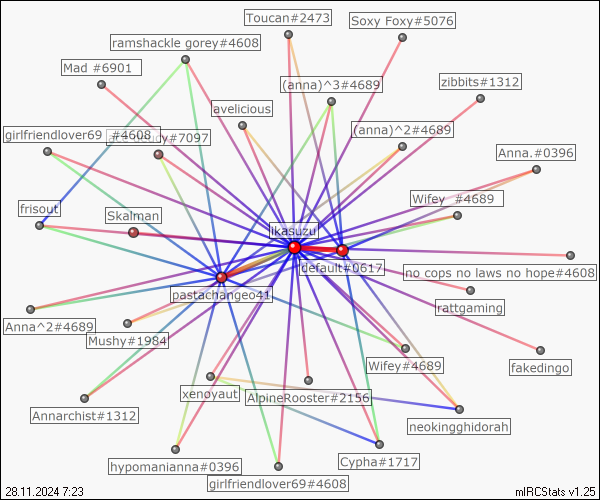 Toucan#2473
Soxy Foxy#5076
ramshackle gorey#4608
Mad #6901
(anna)^3#4689
zibbits#1312
avelicious
girlfriendlover69 #4608
#7097
(anna)^2#4689
Anna.#0396
Wifey #4689
frisout
Skalman
ikasuzu
default#0617
no cops no laws no hope#4608
pastachangeo41
rattgaming
Anna^2#4689
Mushy#1984
Wifey#4689
fakedingo
xenoyaut
AlpineRooster#2156
Annarchist#1312
neokingghidorah
hypomanianna#0396
Cypha#1717
girlfriendlover69#4608
28.11.2024 7:23
mIRCStats v1.25